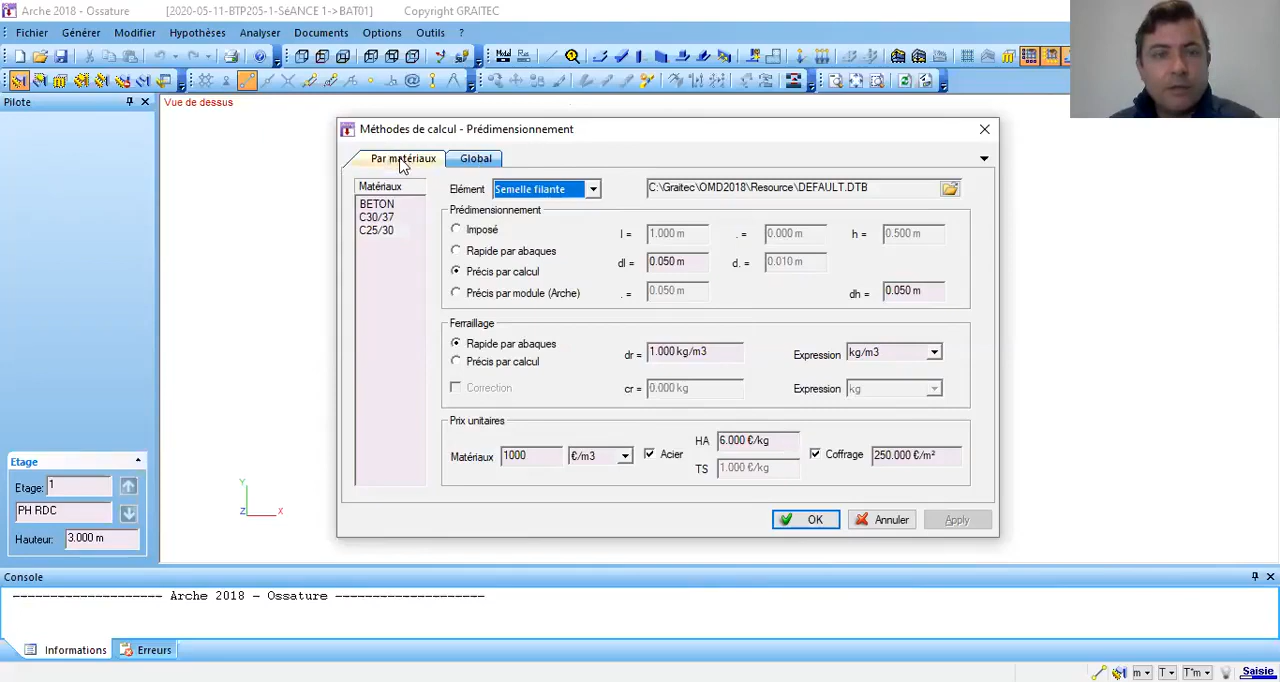 Arche 2018 - Ossature [2020-05-11-BTP205-1-SéANCE 1->BAT01] Copyright GRAITEC
Fichier Générer Modifier Hypothèses Analyser Documents Options Outils ?
Pilote
Vue de dessus
Méthodes de calcul - Prédimensionnement
Par matériaux Global
Matériaux
BETON
C30/37
C25/30
Elément Semelle filante C:\Graitec\OMD2018\Resource\DEFAULT.DTB
Prédimensionnement
Imposé l = 1.000 m . = 0.000 m h = 0.500 m
Rapide par abaques
Précis par calcul dl = 0.050 m d. = 0.010 m
Précis par module (Arche) . = 0.050 m dh = 0.050 m
Ferraillage
Rapide par abaques dr = 1.000 kg/m3 Expression kg/m3
Précis par calcul
Correction cr = 0.000 kg Expression kg
Prix unitaires
Matériaux 1000 €/m3 Acier HA 6.000 €/kg Coffrage 250.000 €/m²
TS 1.000 €/kg
OK Annuler Apply
Etage
Etage: 1
PH RDC
Hauteur: 3.000 m
Y
Z X
Console
-------------------- Arche 2018 - Ossature --------------------
Informations Erreurs
m T T*m Saisie